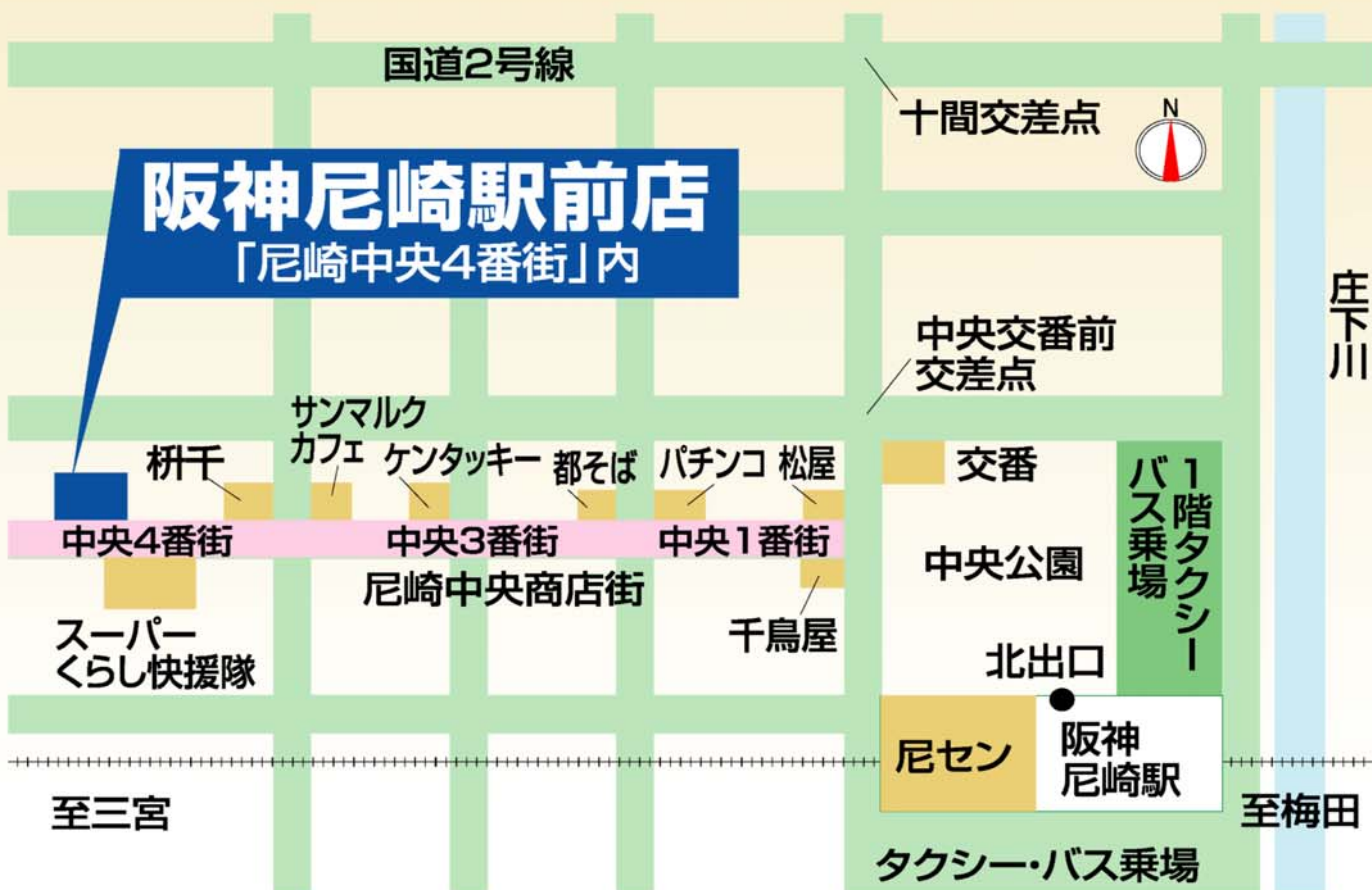 国道2号線
十間交差点
N
阪神尼崎駅前店
「尼崎中央4番街」内
庄下川
中央交番前
交差点
サンマルク
カフェ
枡千
ケンタッキー
都そば
パチンコ
松屋
交番
1階タクシー
バス乗場
中央4番街
中央3番街
中央1番街
中央公園
尼崎中央商店街
千鳥屋
スーパー
くらし快援隊
北出口
尼セン
阪神
尼崎駅
至三宮
至梅田
タクシー・バス乗場